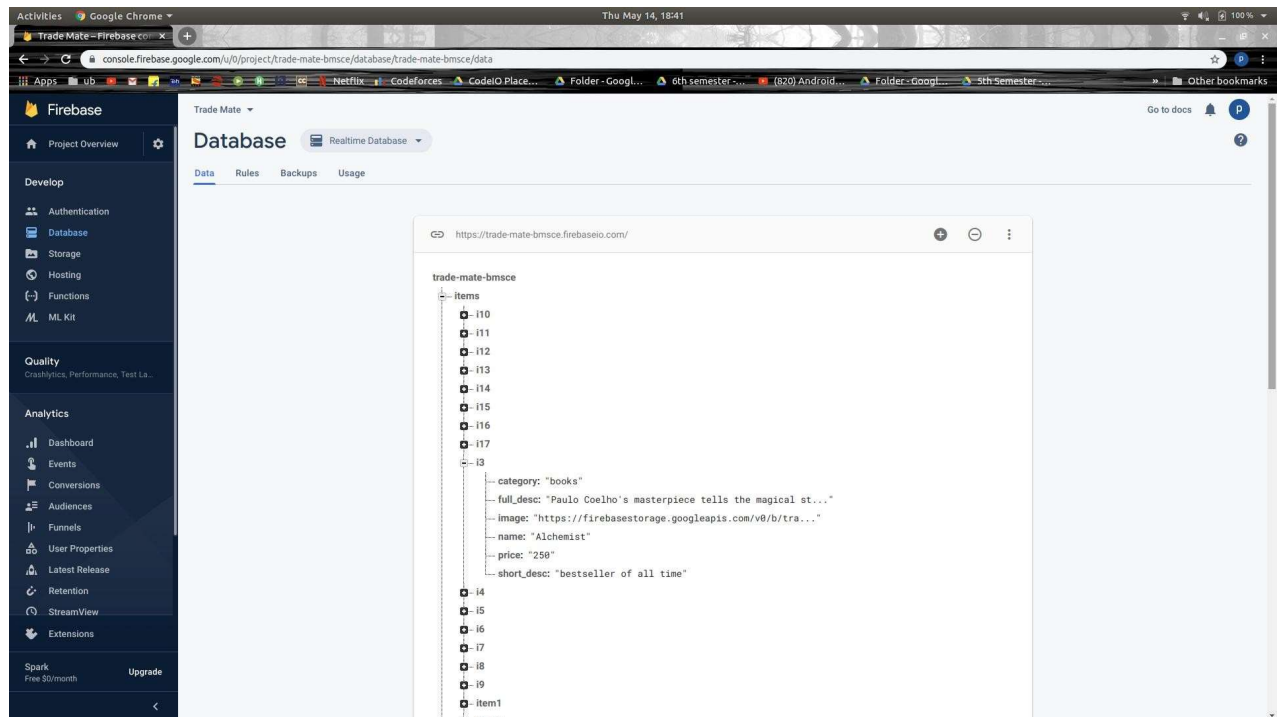 Activities Google Chrome ▾ Thu May 14, 18:41 100 %
Trade Mate – Firebase co
console.firebase.google.com/u/0/project/trade-mate-bmsce/database/trade-mate-bmsce/data
Apps ub Netflix Codeforces CodeIO Place... Folder - Googl... 6th semester -... (820) Android... Folder - Googl... 5th Semester -... » Other bookmarks
Firebase
Trade Mate
Go to docs
P
Project Overview
Database
Realtime Database
Data Rules Backups Usage
Develop
Authentication
Database
Storage
Hosting
Functions
ML Kit
Quality
Crashlytics, Performance, Test La...
Analytics
Dashboard
Events
Conversions
Audiences
Funnels
User Properties
Latest Release
Retention
StreamView
Extensions
Spark
Free $0/month
Upgrade
https://trade-mate-bmsce.firebaseio.com/
trade-mate-bmsce
items
i10
i11
i12
i13
i14
i15
i16
i17
i3
category: "books"
full_desc: "Paulo Coelho's masterpiece tells the magical st..."
image: "https://firebasestorage.googleapis.com/v0/b/tra..."
name: "Alchemist"
price: "250"
short_desc: "bestseller of all time"
i4
i5
i6
i7
i8
i9
item1